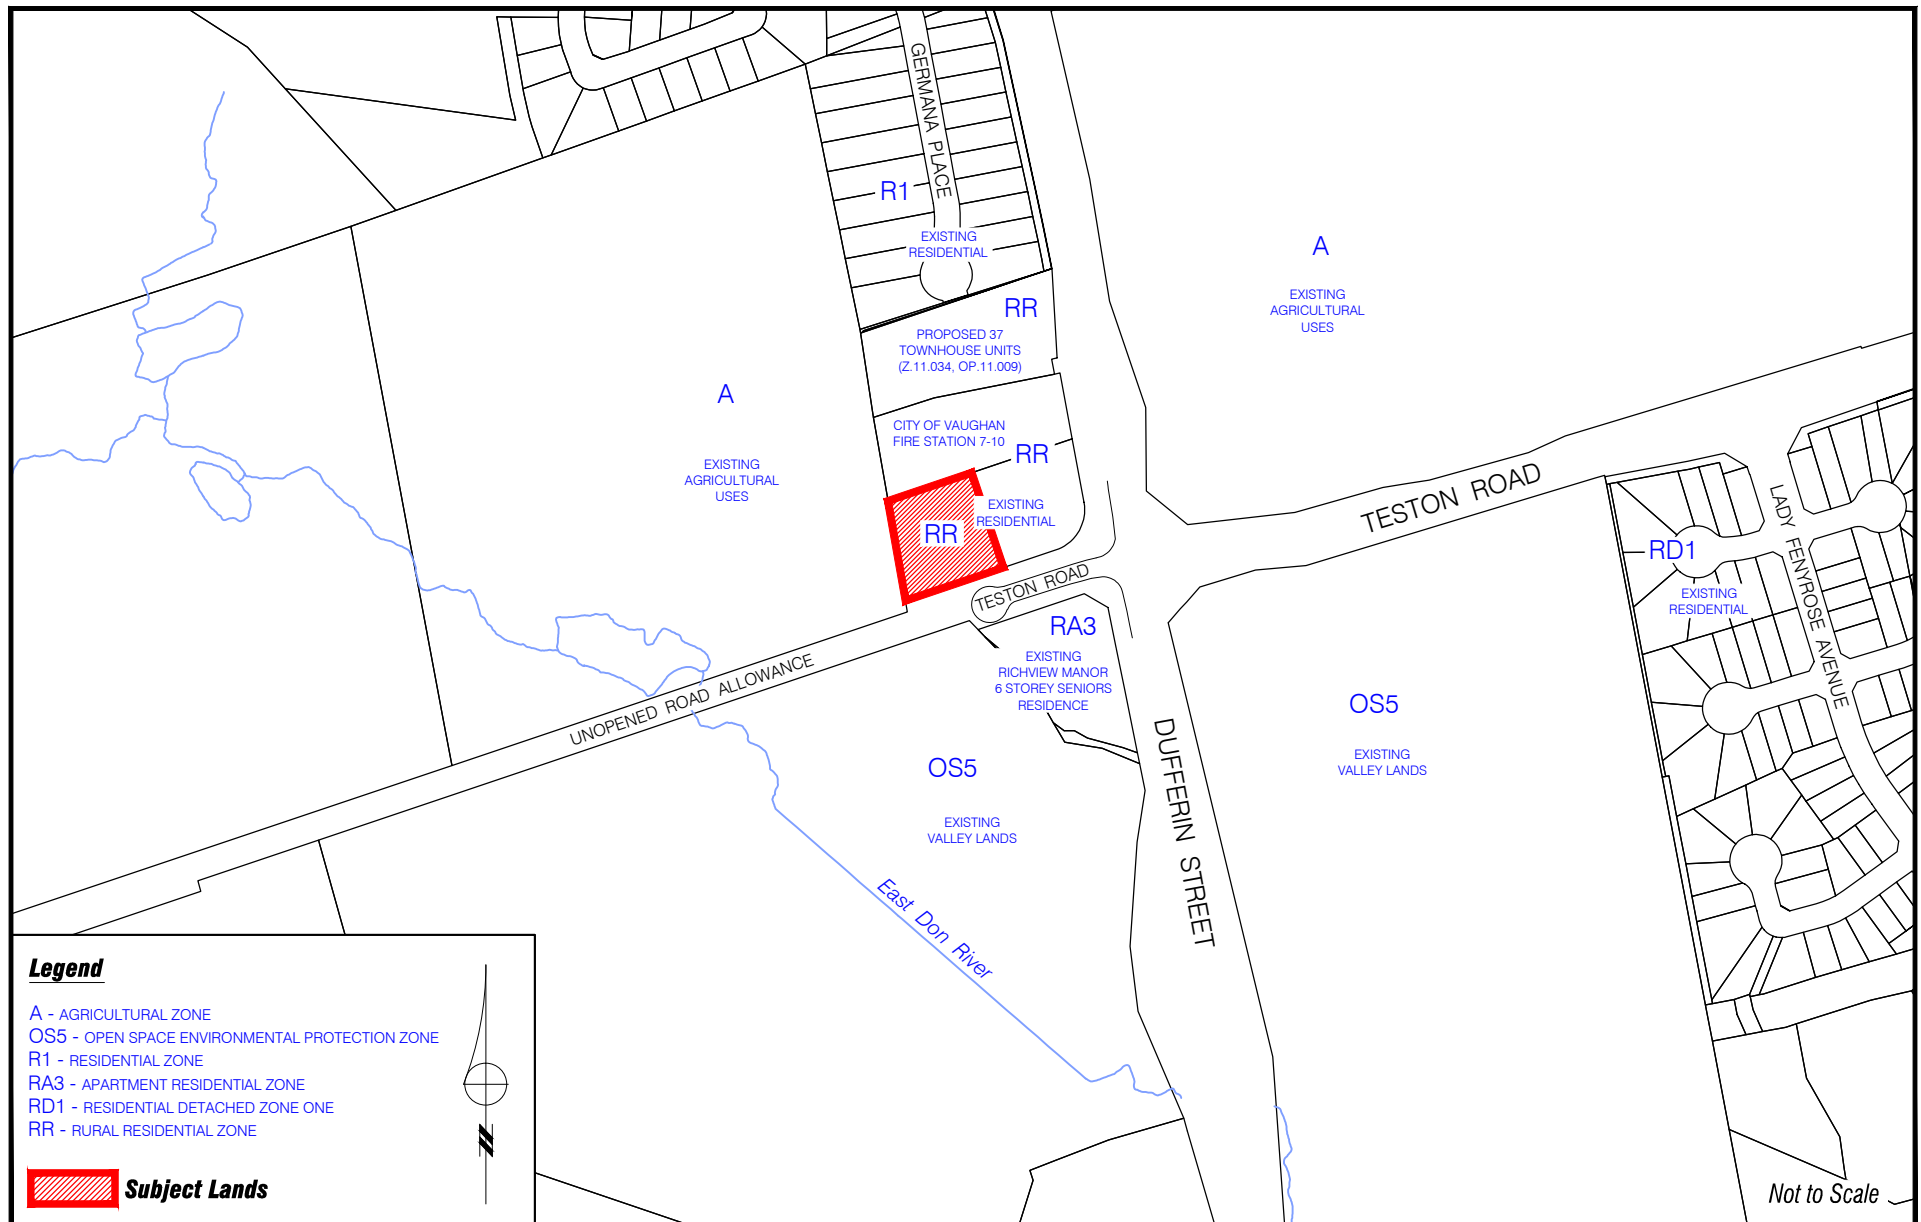 GERMANA PLACE
R1
EXISTING
RESIDENTIAL
RR
PROPOSED 37
TOWNHOUSE UNITS
(Z.11.034, OP.11.009)
A
EXISTING
AGRICULTURAL
USES
A
EXISTING
AGRICULTURAL
USES
CITY OF VAUGHAN
FIRE STATION 7-10
RR
EXISTING
RESIDENTIAL
RR
TESTON ROAD
TESTON ROAD
LADY FENYROSE AVENUE
RD1
EXISTING
RESIDENTIAL
RA3
EXISTING
RICHVIEW MANOR
6 STOREY SENIORS
RESIDENCE
UNOPENED ROAD ALLOWANCE
OS5
EXISTING
VALLEY LANDS
DUFFERIN STREET
OS5
EXISTING
VALLEY LANDS
East Don River
Legend
A - AGRICULTURAL ZONE
OS5 - OPEN SPACE ENVIRONMENTAL PROTECTION ZONE
R1 - RESIDENTIAL ZONE
RA3 - APARTMENT RESIDENTIAL ZONE
RD1 - RESIDENTIAL DETACHED ZONE ONE
RR - RURAL RESIDENTIAL ZONE
Subject Lands
Not to Scale